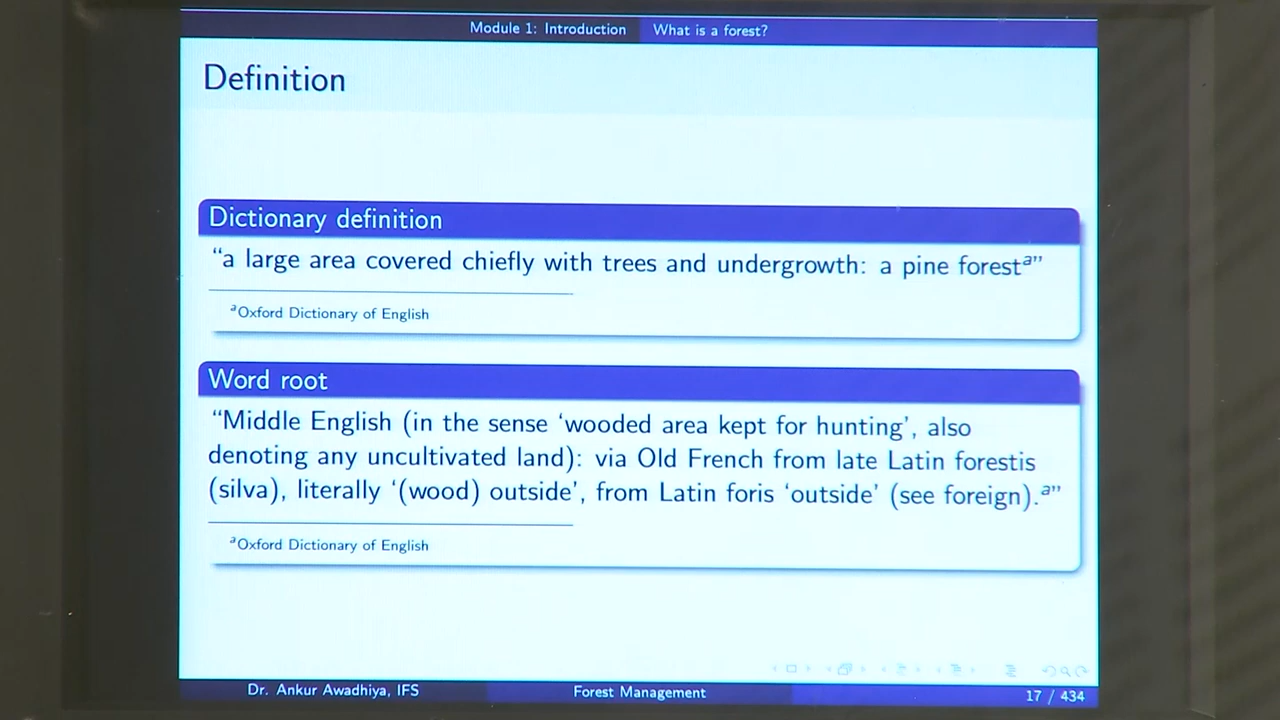 Module 1: Introduction What is a forest?
Definition
Dictionary definition
“a large area covered chiefly with trees and undergrowth: a pine forestᵃ”
ᵃOxford Dictionary of English
Word root
“Middle English (in the sense ‘wooded area kept for hunting’, also
denoting any uncultivated land): via Old French from late Latin forestis
(silva), literally ‘(wood) outside’, from Latin foris ‘outside’ (see foreign).ᵃ”
ᵃOxford Dictionary of English
Dr. Ankur Awadhiya, IFS Forest Management 17 / 434